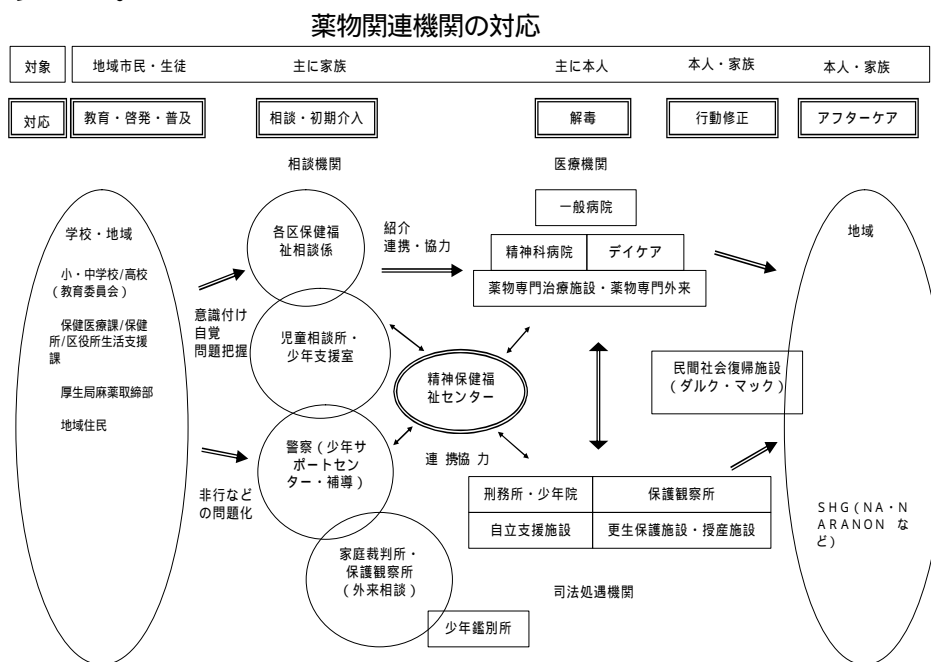 薬物関連機関の対応
対象
地域市民・生徒
主に家族
主に本人
本人・家族
本人・家族
対応
教育・啓発・普及
相談・初期介入
解毒
行動修正
アフターケア
相談機関
医療機関
学校・地域
小・中学校/高校
(教育委員会)
保健医療課/保健
所/区役所生活支援
課
厚生局麻薬取締部
地域住民
意識付け
自覚
問題把握
非行など
の問題化
各区保健福
祉相談係
児童相談所・
少年支援室
警察(少年サ
ポートセン
ター・補導)
家庭裁判所・
保護観察所
(外来相談)
少年鑑別所
紹介
連携・協力
精神保健福
祉センター
連 携協 力
一般病院
精神科病院
デイケア
薬物専門治療施設・薬物専門外来
民間社会復帰施設
(ダルク・マック)
刑務所・少年院
保護観察所
自立支援施設
更生保護施設・授産施設
司法処遇機関
地域
SHG(NA・N
ARANON な
ど)